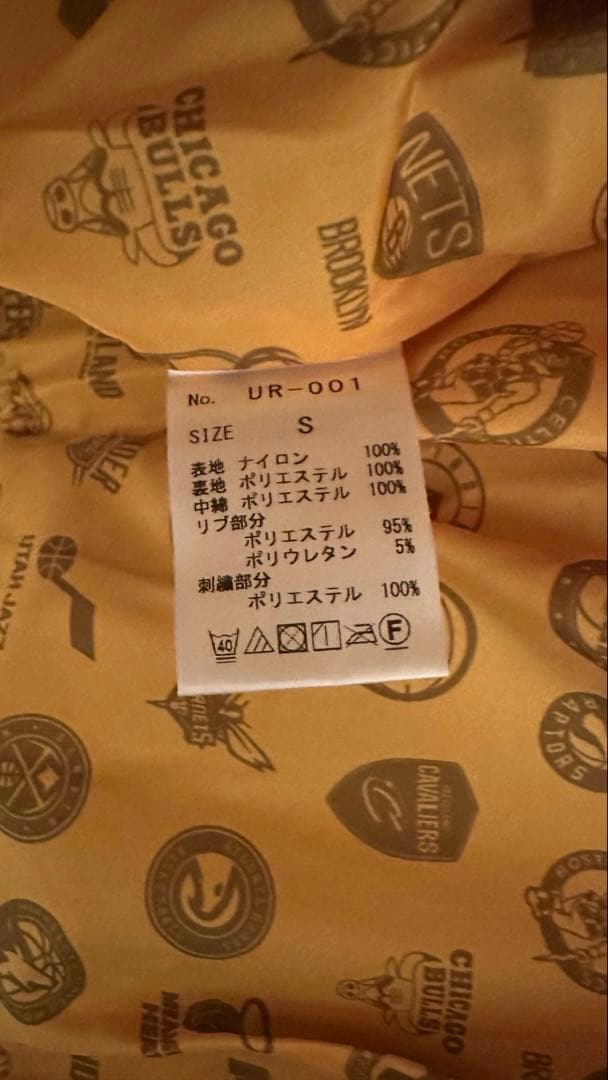 CHICAGO
BULLS
NETS
BROOKLYN
CELTICS
No. UR-001
SIZE S
表地 ナイロン 100%
裏地 ポリエステル 100%
中綿 ポリエステル 100%
リブ部分
ポリエステル 95%
ポリウレタン 5%
刺繍部分
ポリエステル 100%
40
F
UTAH JAZZ
RAPTORS
CAVALIERS
CHICAGO
BULLS
MIAMI
HEAT